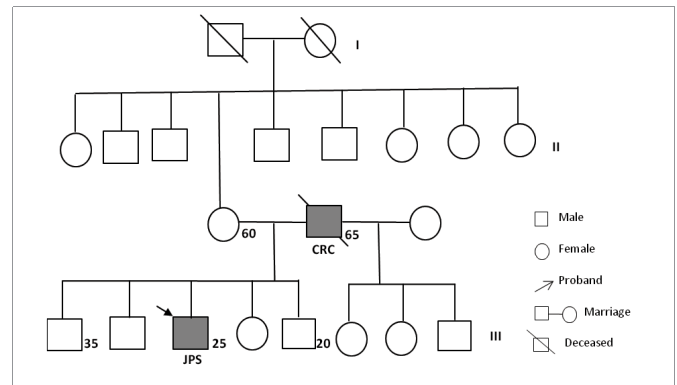 I
II
60
65
CRC
35
25
20
JPS
III
Male
Female
Proband
Marriage
Deceased